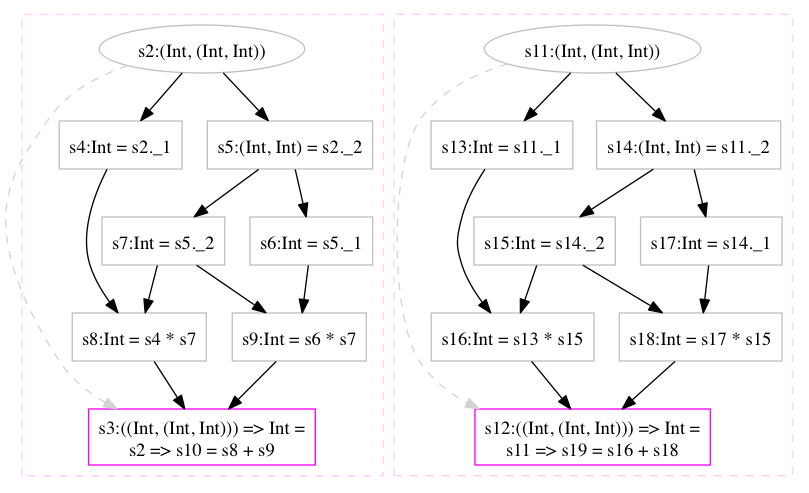 s2:(Int, (Int, Int))
s4:Int = s2._1
s5:(Int, Int) = s2._2
s7:Int = s5._2
s6:Int = s5._1
s8:Int = s4 * s7
s9:Int = s6 * s7
s3:((Int, (Int, Int))) => Int =
s2 => s10 = s8 + s9
s11:(Int, (Int, Int))
s13:Int = s11._1
s14:(Int, Int) = s11._2
s15:Int = s14._2
s17:Int = s14._1
s16:Int = s13 * s15
s18:Int = s17 * s15
s12:((Int, (Int, Int))) => Int =
s11 => s19 = s16 + s18